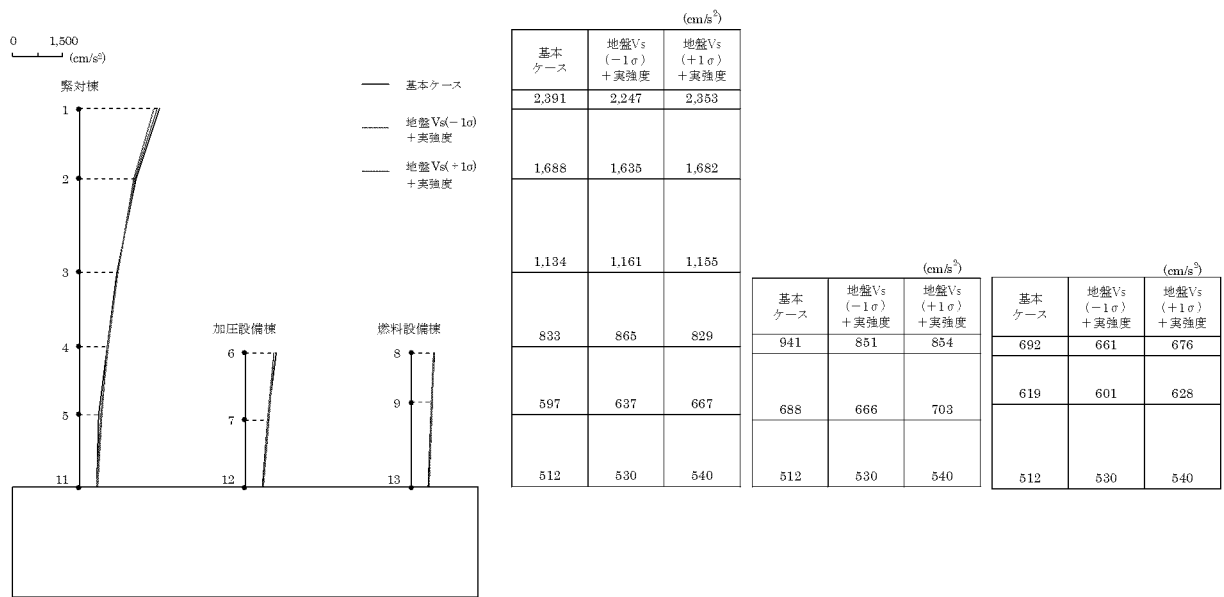 0 1,500
(cm/s²)
緊対棟
1
2
3
4
5
11
加圧設備棟
6
7
12
燃料設備棟
8
9
13
基本ケース
地盤Vs(-1σ)
+実強度
地盤Vs(+1σ)
+実強度
(cm/s²)
基本 地盤Vs 地盤Vs
ケース (-1σ) (+1σ)
+実強度 +実強度
2,391 2,247 2,353
1,688 1,635 1,682
1,134 1,161 1,155
833 865 829
597 637 667
512 530 540
(cm/s²)
基本 地盤Vs 地盤Vs
ケース (-1σ) (+1σ)
+実強度 +実強度
941 851 854
688 666 703
512 530 540
(cm/s²)
基本 地盤Vs 地盤Vs
ケース (-1σ) (+1σ)
+実強度 +実強度
692 661 676
619 601 628
512 530 540